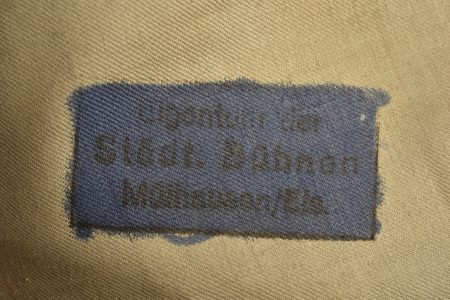 Eigentum der
Städt. Bühnen
Mülhausen/Els.